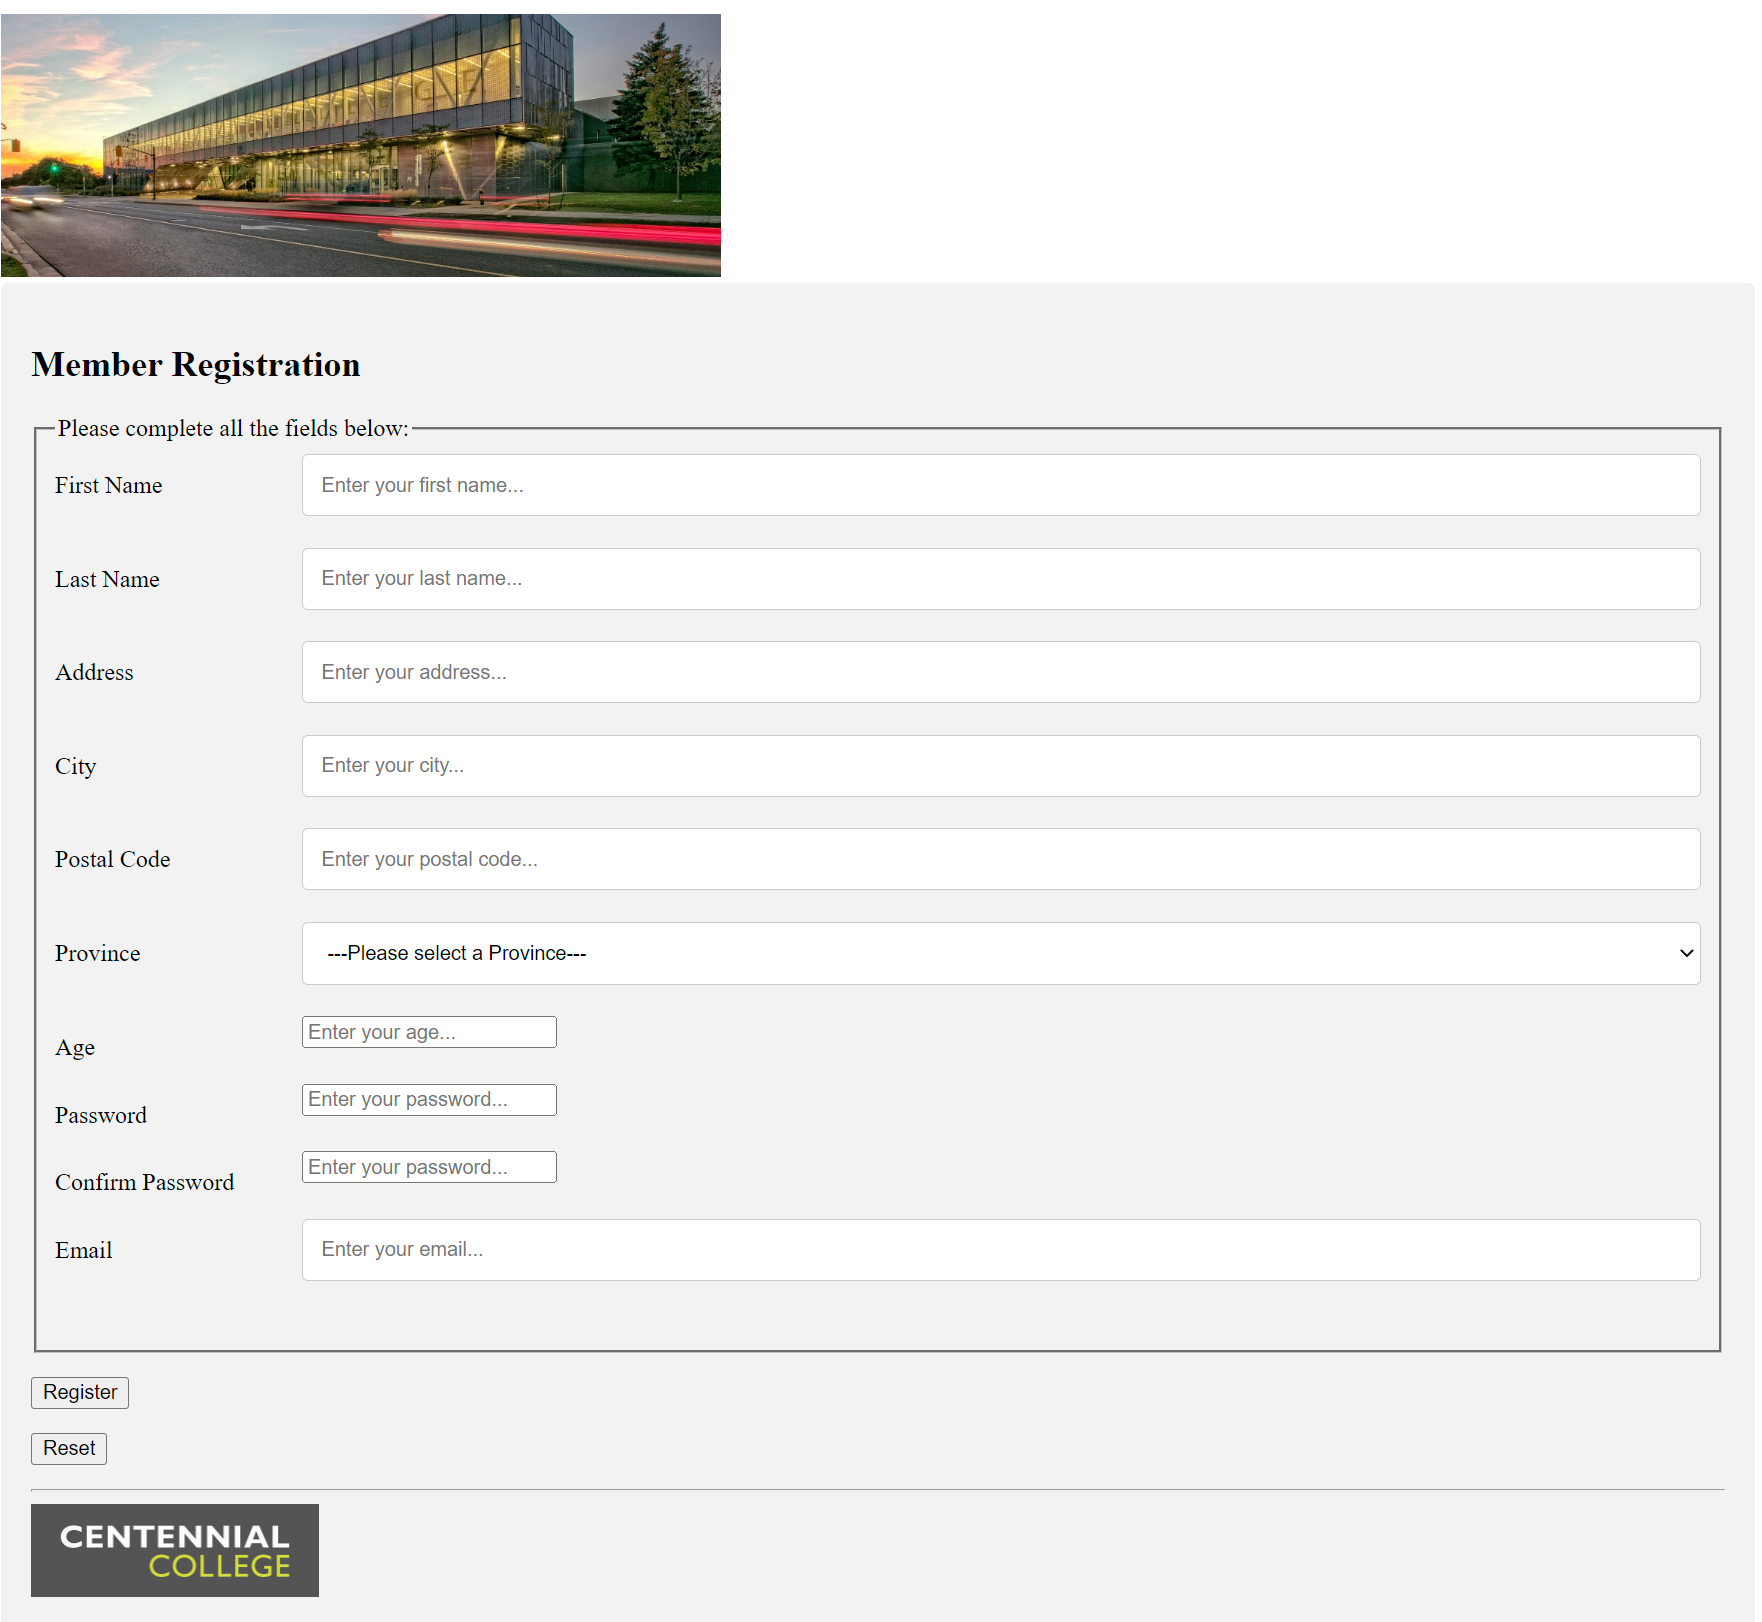 Member Registration
Please complete all the fields below:
First Name
Enter your first name...
Last Name
Enter your last name...
Address
Enter your address...
City
Enter your city...
Postal Code
Enter your postal code...
Province
---Please select a Province---
Age
Enter your age...
Password
Enter your password...
Confirm Password
Enter your password...
Email
Enter your email...
Register
Reset
CENTENNIAL
COLLEGE